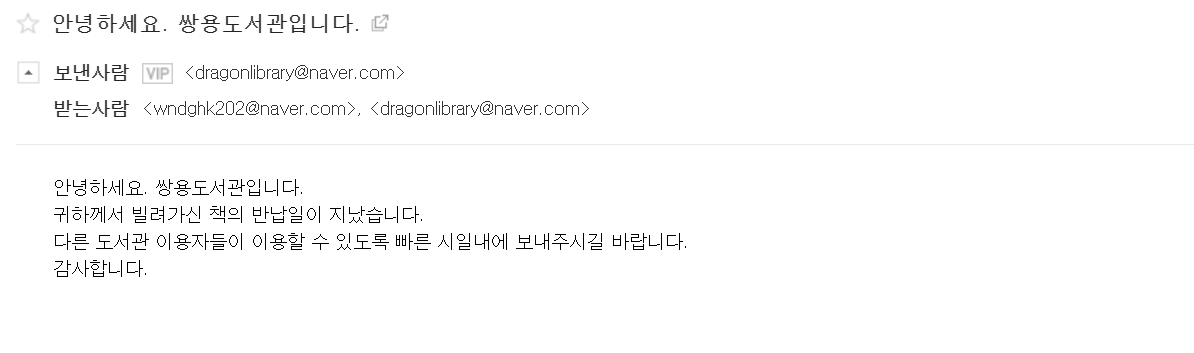 안녕하세요. 쌍용도서관입니다.
보낸사람 VIP <dragonlibrary@naver.com>
받는사람 <wndghk202@naver.com>, <dragonlibrary@naver.com>
안녕하세요. 쌍용도서관입니다.
귀하께서 빌려가신 책의 반납일이 지났습니다.
다른 도서관 이용자들이 이용할 수 있도록 빠른 시일내에 보내주시길 바랍니다.
감사합니다.